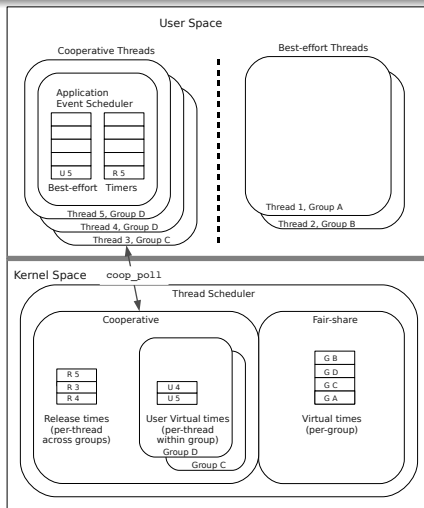 User Space
Cooperative Threads
Best-effort Threads
Application
Event Scheduler
U 5
R 5
Best-effort
Timers
Thread 5, Group D
Thread 4, Group D
Thread 3, Group C
Thread 1, Group A
Thread 2, Group B
Kernel Space
coop_poll
Thread Scheduler
Cooperative
Fair-share
R 5
R 3
R 4
U 4
U 5
G B
G D
G C
G A
Release times
(per-thread
across groups)
User Virtual times
(per-thread
within group)
Virtual times
(per-group)
Group D
Group C